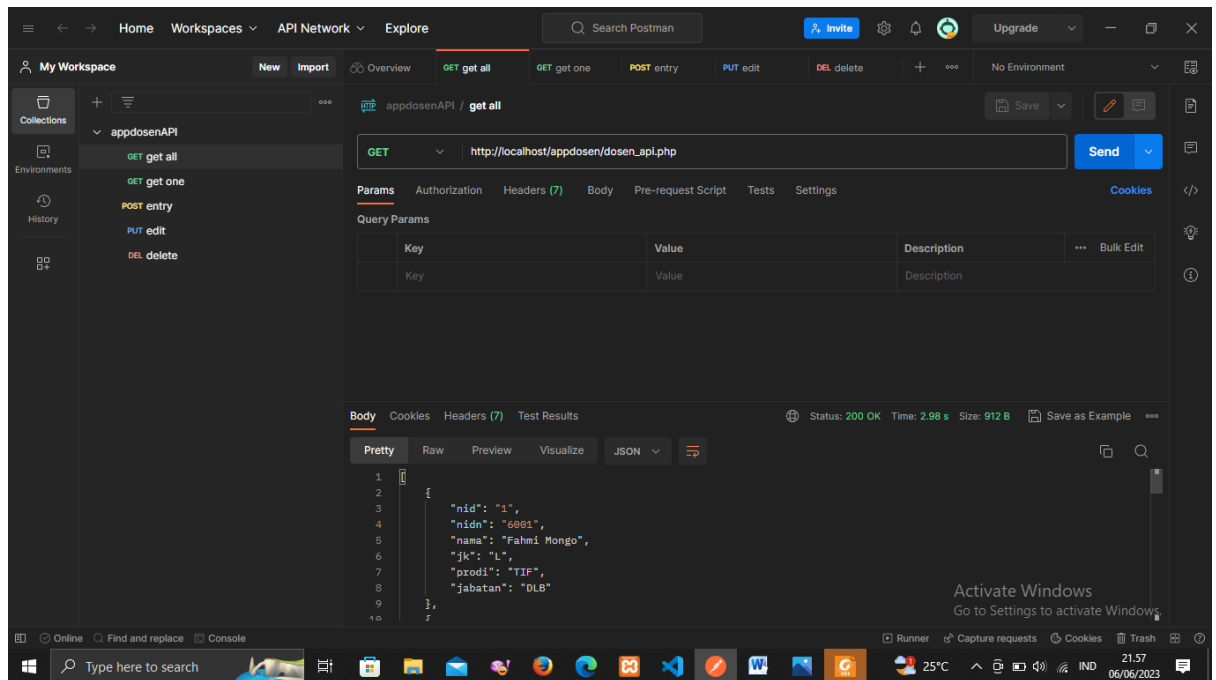 Home Workspaces API Network Explore Search Postman Invite Upgrade
My Workspace New Import Overview GET get all GET get one POST entry PUT edit DEL delete No Environment
Collections
appdosenAPI / get all Save
appdosenAPI
GET get all
GET http://localhost/appdosen/dosen_api.php Send
Environments
GET get one
Params Authorization Headers (7) Body Pre-request Script Tests Settings Cookies
History
POST entry
Query Params
PUT edit
Key Value Description Bulk Edit
DEL delete
Key Value Description
Body Cookies Headers (7) Test Results Status: 200 OK Time: 2.98 s Size: 912 B Save as Example
Pretty Raw Preview Visualize JSON
1 [
2 {
3 "nid": "1",
4 "nidn": "6001",
5 "nama": "Fahmi Mongo",
6 "jk": "L",
7 "prodi": "TIF",
8 "jabatan": "DLB"
9 },
10 {
Activate Windows
Go to Settings to activate Windows.
Online Find and replace Console Runner Capture requests Cookies Trash
Type here to search 25°C IND 21.57
06/06/2023